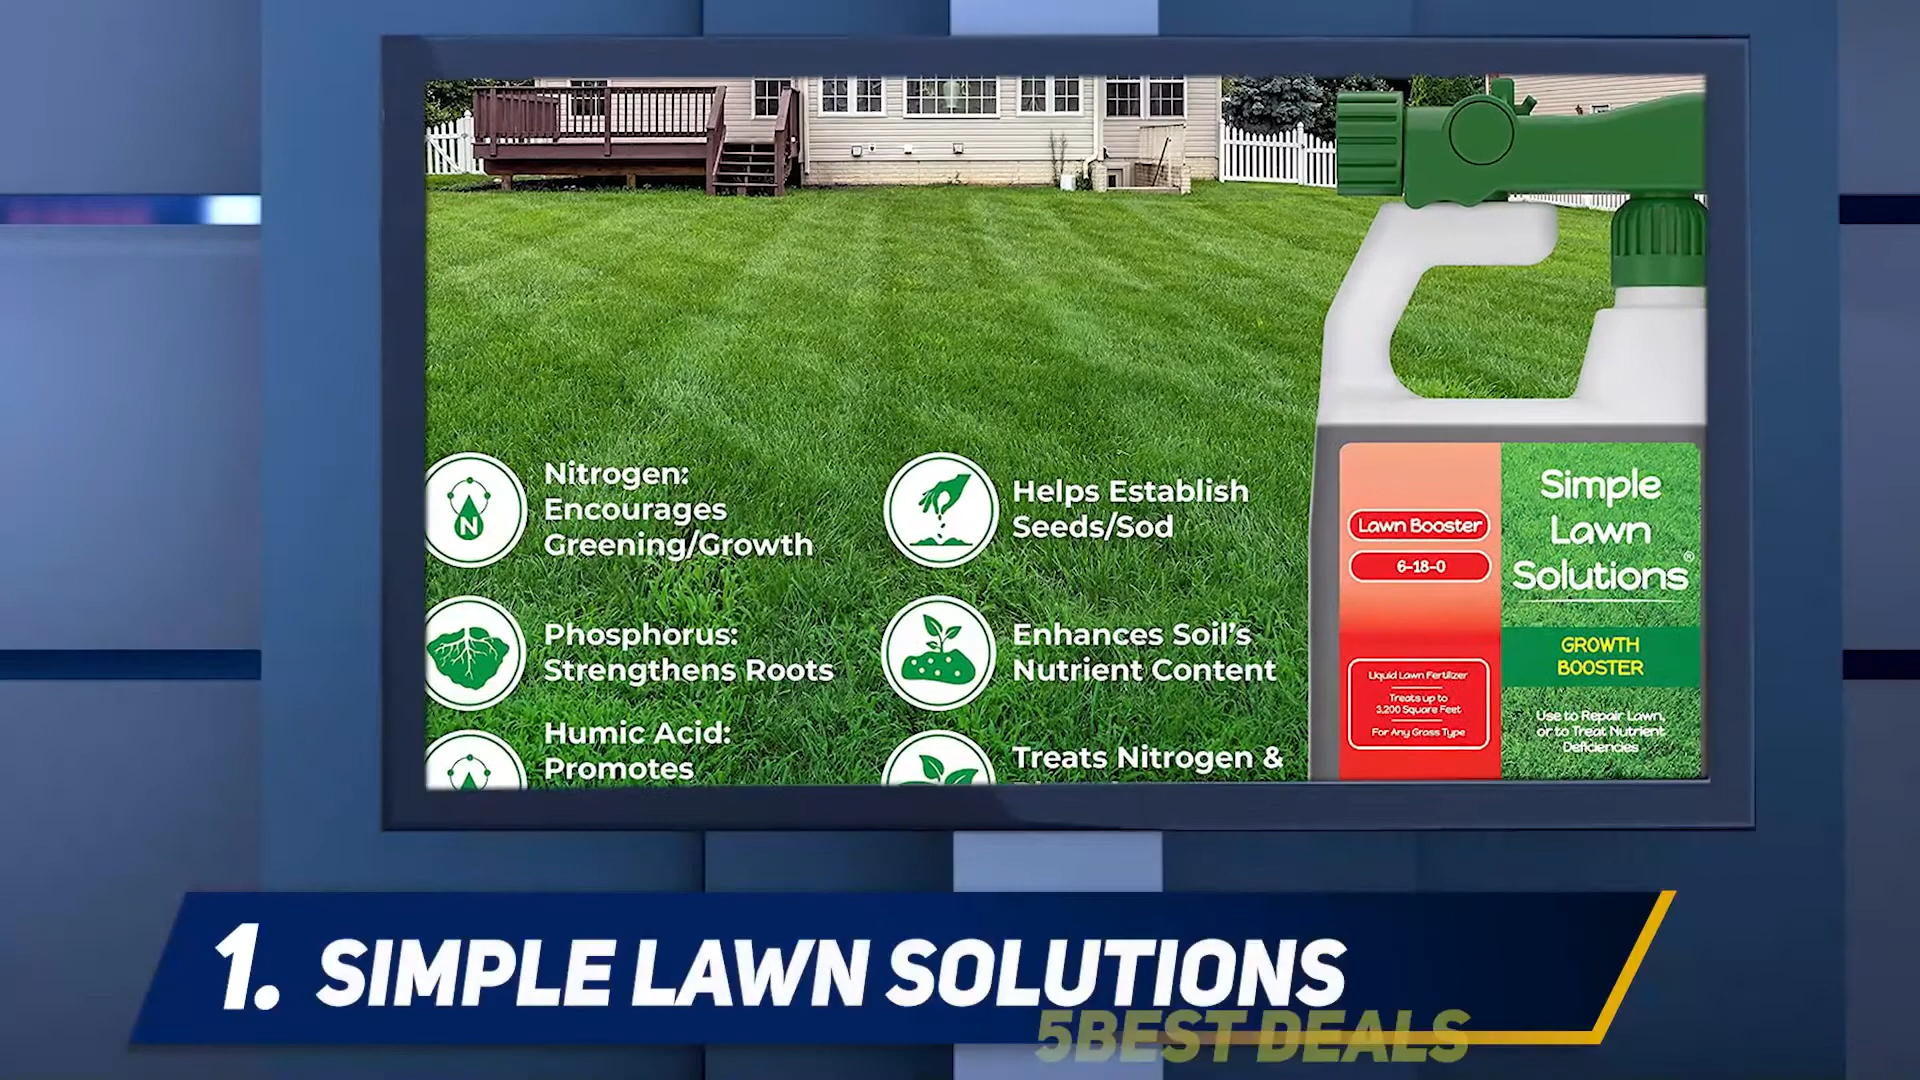 Nitrogen:
Encourages
Greening/Growth
Helps Establish
Seeds/Sod
Phosphorus:
Strengthens Roots
Enhances Soil's
Nutrient Content
Humic Acid:
Promotes
Treats Nitrogen &
N
Lawn Booster
6-18-0
Liquid Lawn Fertilizer
Treats up to
3,200 Square Feet
For Any Grass Type
Simple
Lawn
Solutions®
GROWTH
BOOSTER
Use to Repair Lawn,
or to Treat Nutrient
Deficiencies
1. SIMPLE LAWN SOLUTIONS
5BEST DEALS